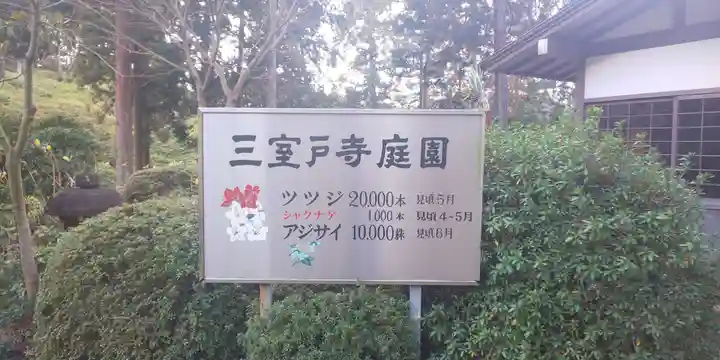 三室戸寺庭園
ツツジ 20,000本 見頃5月
シャクナゲ 1,000本 見頃4~5月
アジサイ 10,000株 見頃6月